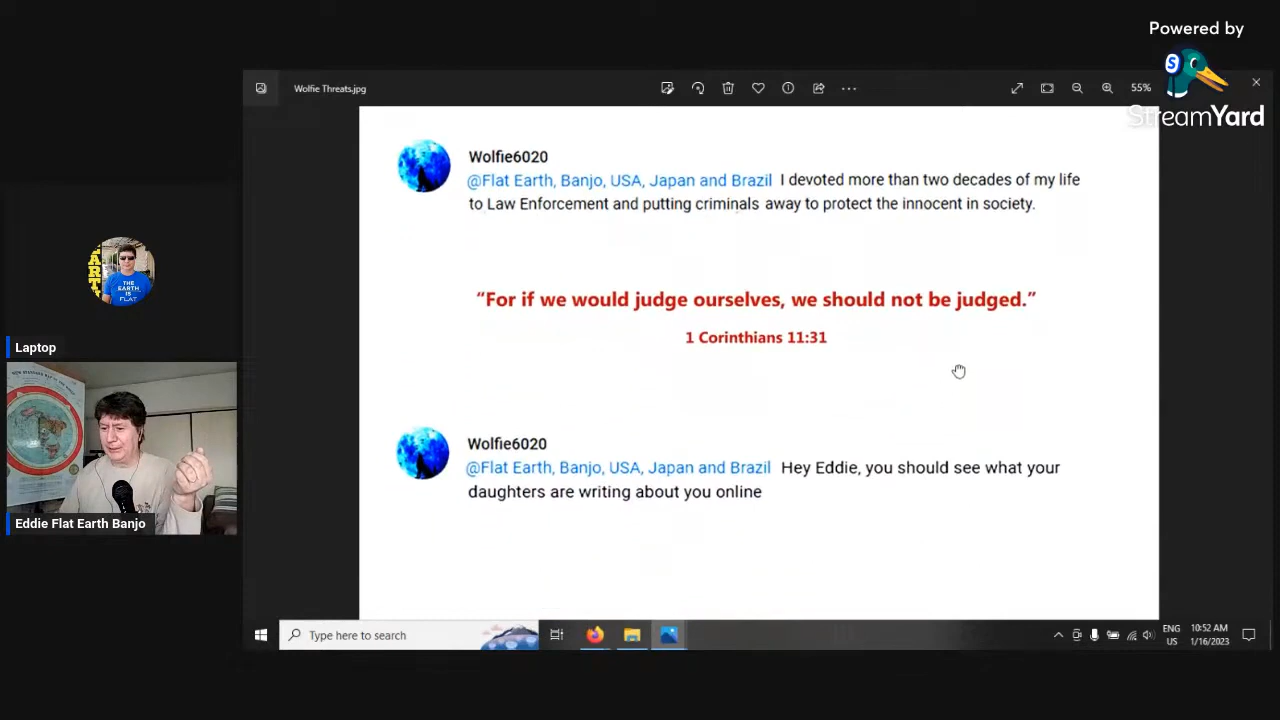 Powered by
StreamYard
Wolfie Threats.jpg
55%
Wolfie6020
@Flat Earth, Banjo, USA, Japan and Brazil I devoted more than two decades of my life
to Law Enforcement and putting criminals away to protect the innocent in society.
“For if we would judge ourselves, we should not be judged.”
1 Corinthians 11:31
THE
EARTH
IS
FLAT
Laptop
Wolfie6020
@Flat Earth, Banjo, USA, Japan and Brazil Hey Eddie, you should see what your
daughters are writing about you online
Eddie Flat Earth Banjo
Type here to search
ENG
US
10:52 AM
1/16/2023